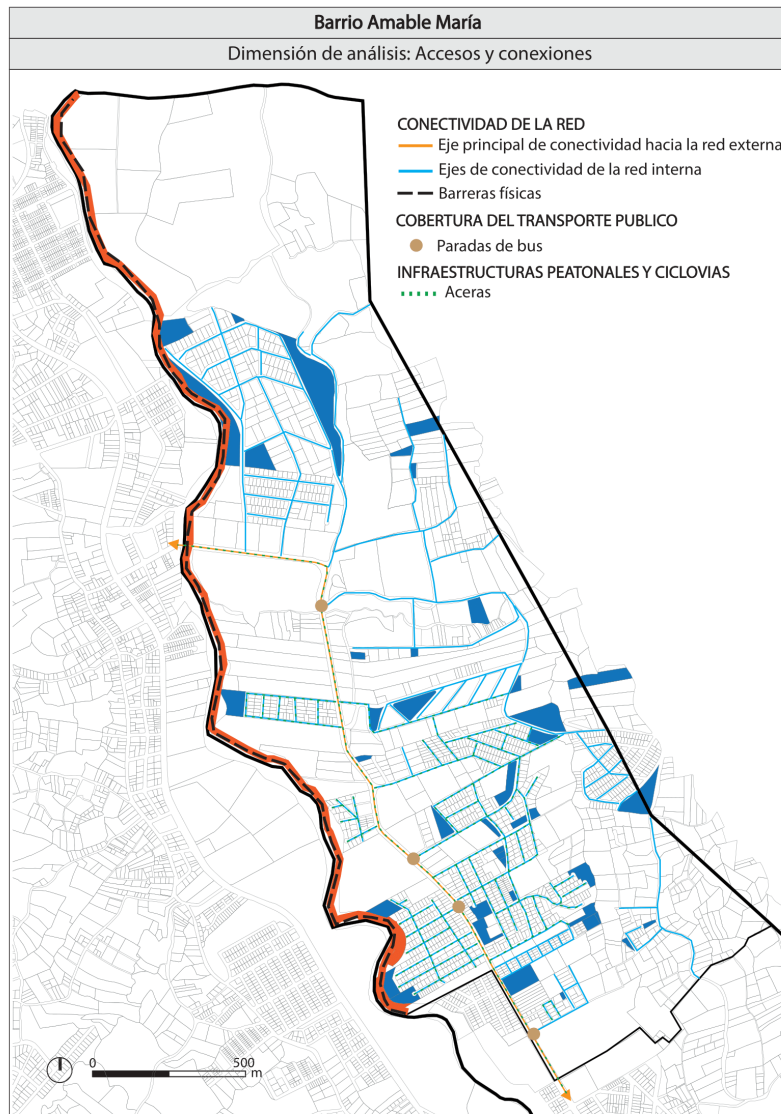 Barrio Amable María
Dimensión de análisis: Accesos y conexiones
CONECTIVIDAD DE LA RED
Eje principal de conectividad hacia la red externa
Ejes de conectividad de la red interna
Barreras físicas
COBERTURA DEL TRANSPORTE PUBLICO
Paradas de bus
INFRAESTRUCTURAS PEATONALES Y CICLOVIAS
Aceras
0 500
m